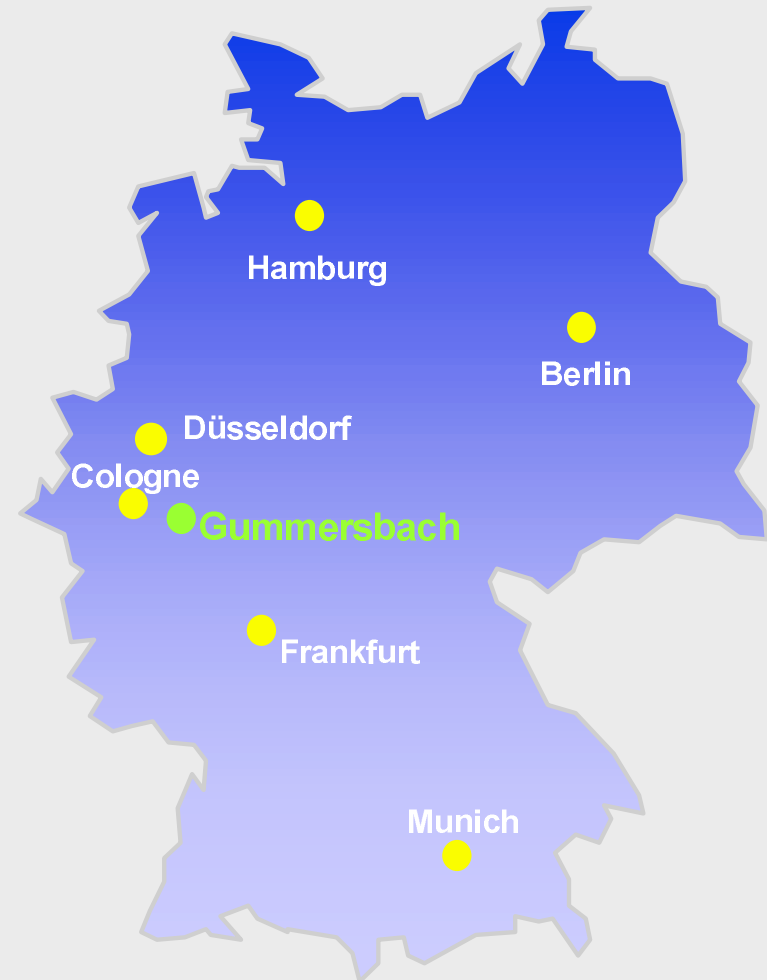 Hamburg
Berlin
Düsseldorf
Cologne
Gummersbach
Frankfurt
Munich